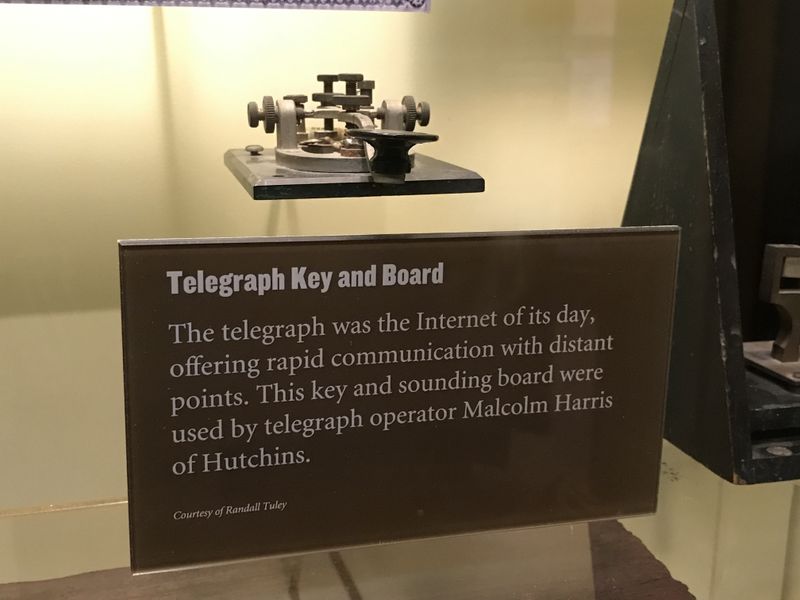 Telegraph Key and Board
The telegraph was the Internet of its day,
offering rapid communication with distant
points. This key and sounding board were
used by telegraph operator Malcolm Harris
of Hutchins.
Courtesy of Randall Tuley